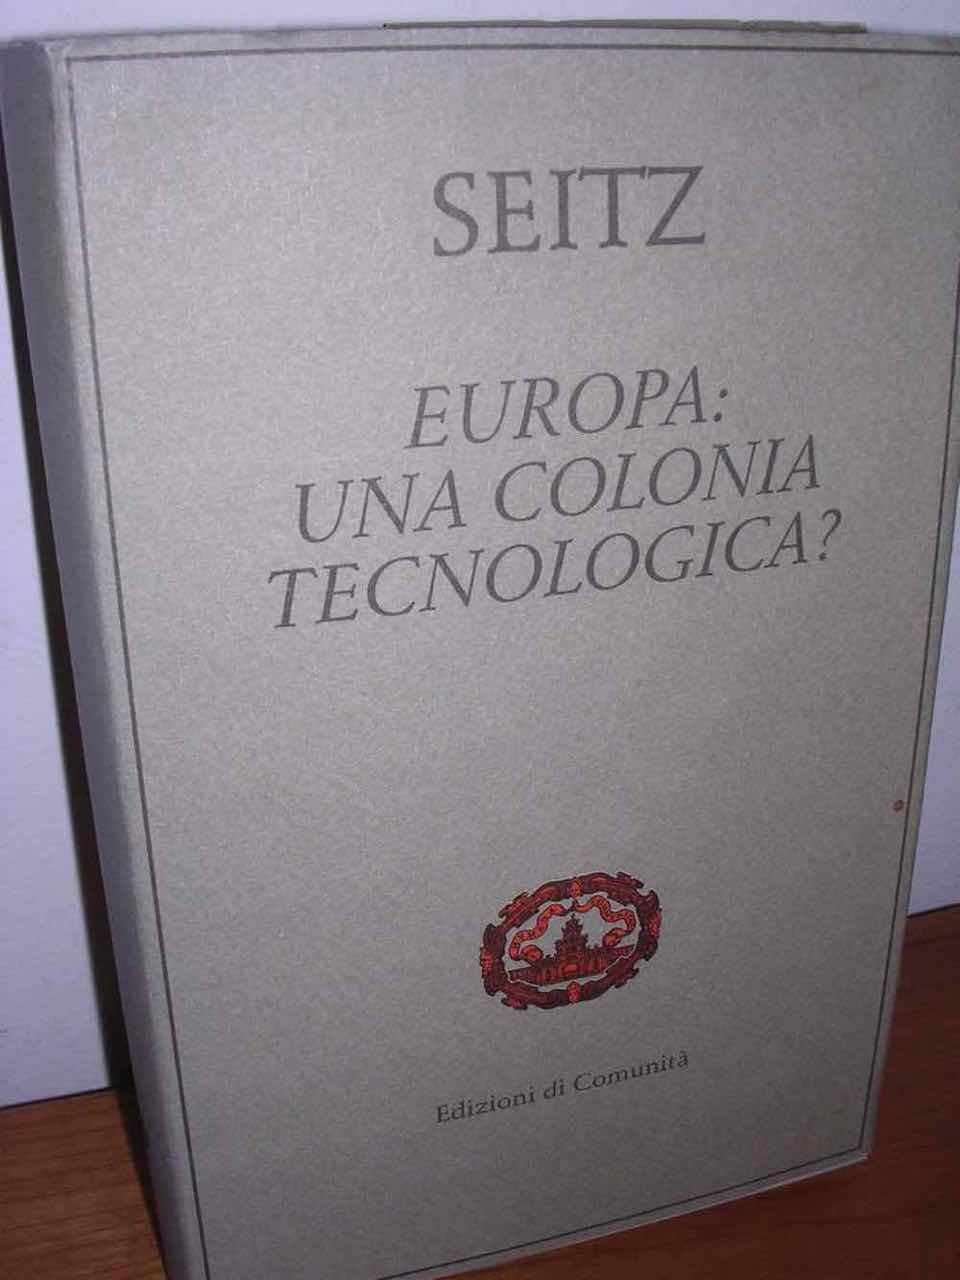 SEITZ
EUROPA:
UNA COLONIA
TECNOLOGICA?
Edizioni di Comunità